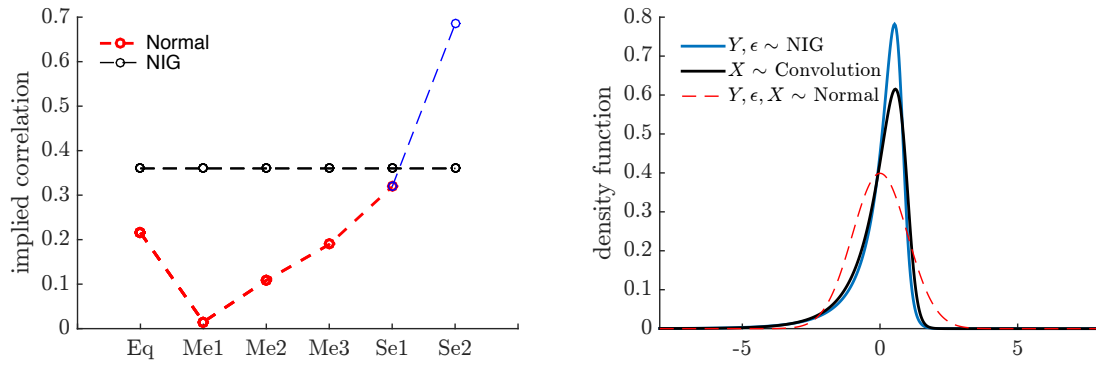 implied correlation
0.7
0.6
0.5
0.4
0.3
0.2
0.1
0
Normal
NIG
Eq Me1 Me2 Me3 Se1 Se2
density function
0.8
0.7
0.6
0.5
0.4
0.3
0.2
0.1
0
Y, ϵ ∼ NIG
X ∼ Convolution
Y, ϵ, X ∼ Normal
-5 0 5